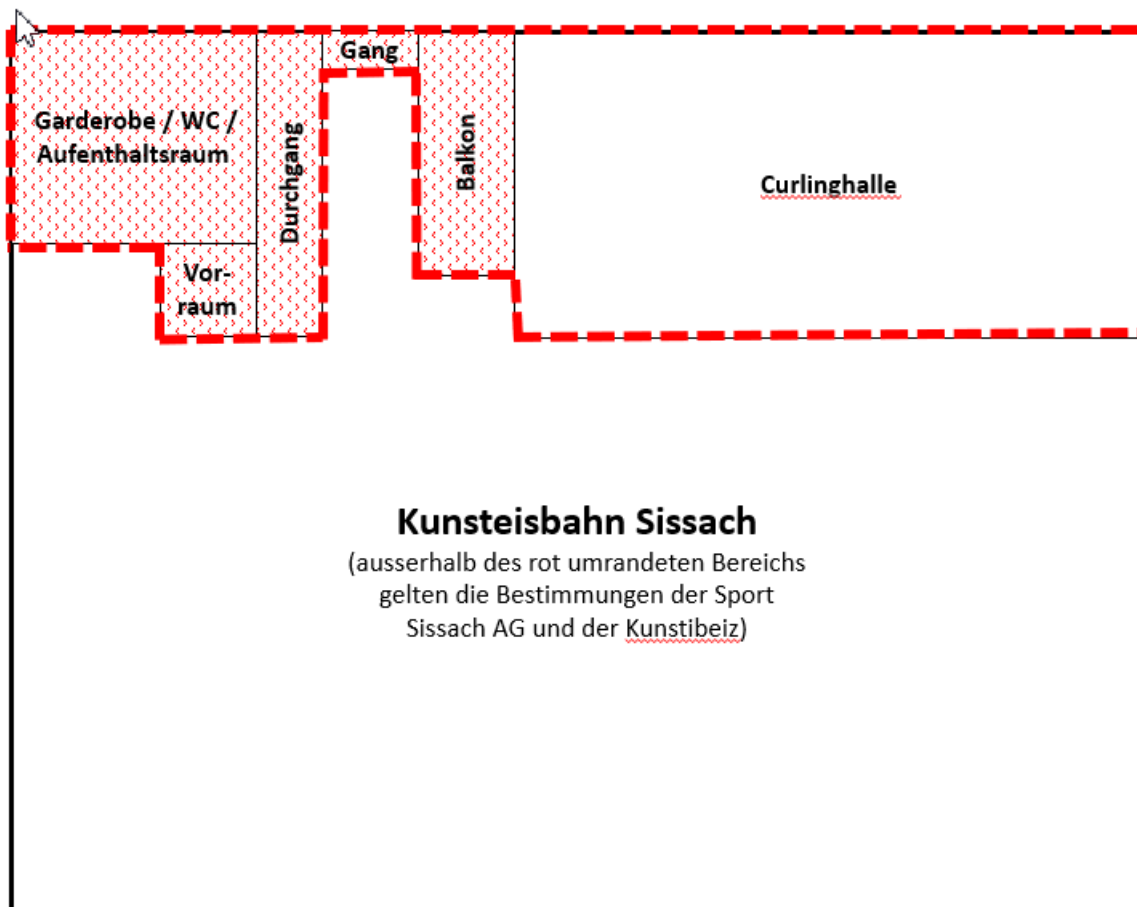 Gang
Garderobe / WC /
Aufenthaltsraum
Durchgang
Balkon
Curlinghalle
Vor-
raum
Kunsteisbahn Sissach
(ausserhalb des rot umrandeten Bereichs
gelten die Bestimmungen der Sport
Sissach AG und der Kunstibeiz)